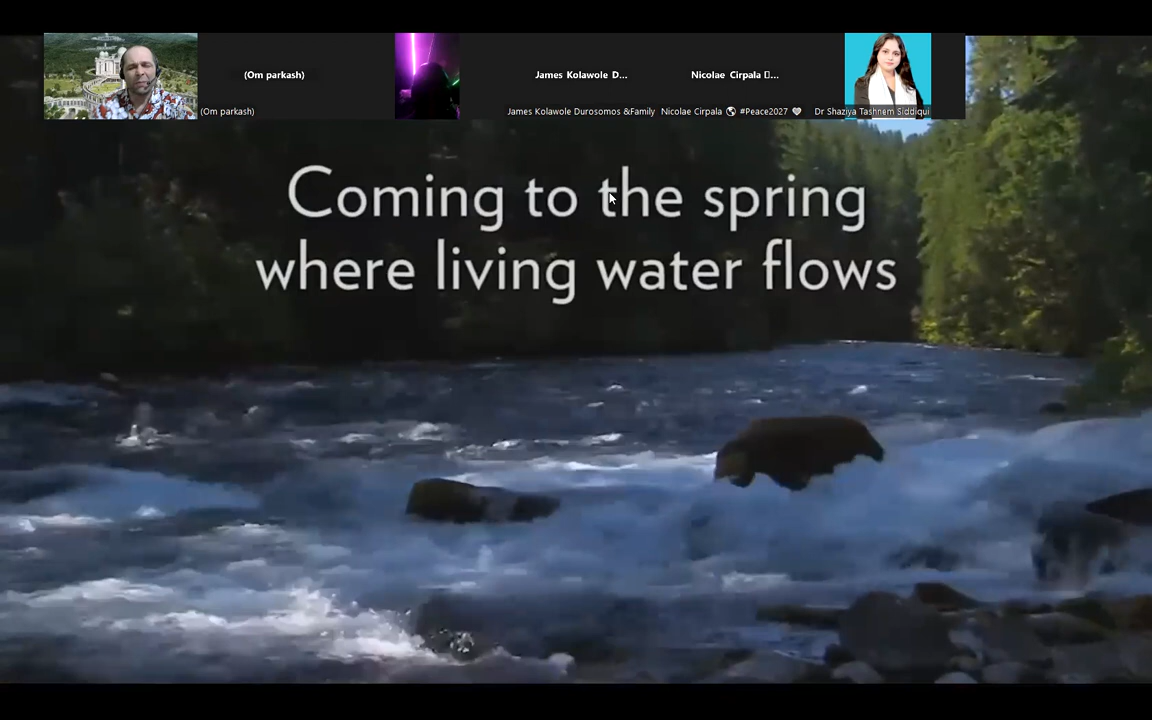 (Om parkash)
James Kolawole D...
Nicolae Cirpala ...
(Om parkash)
James Kolawole Durosomos &Family
Nicolae Cirpala 🌎 #Peace2027 🤍
Dr Shaziya Tashnem Siddiqui
Coming to the spring
where living water flows